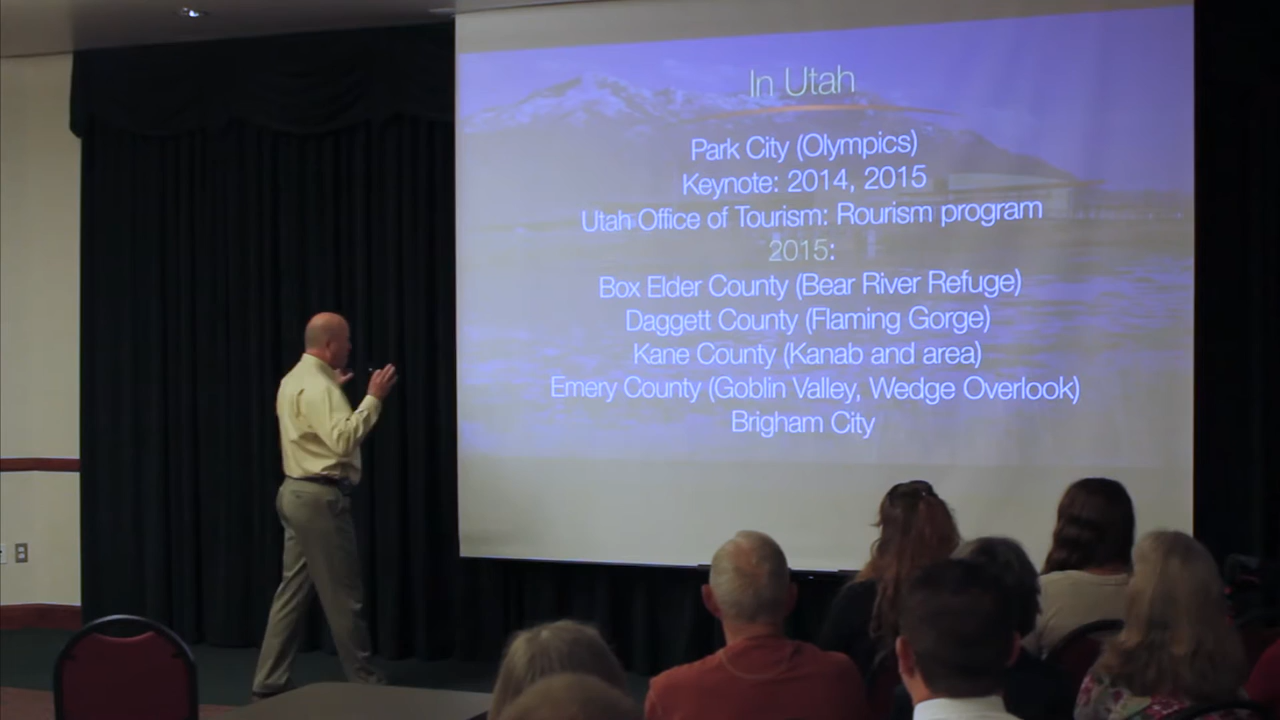 In Utah
Park City (Olympics)
Keynote: 2014, 2015
Utah Office of Tourism: Rourism program
2015:
Box Elder County (Bear River Refuge)
Daggett County (Flaming Gorge)
Kane County (Kanab and area)
Emery County (Goblin Valley, Wedge Overlook)
Brigham City